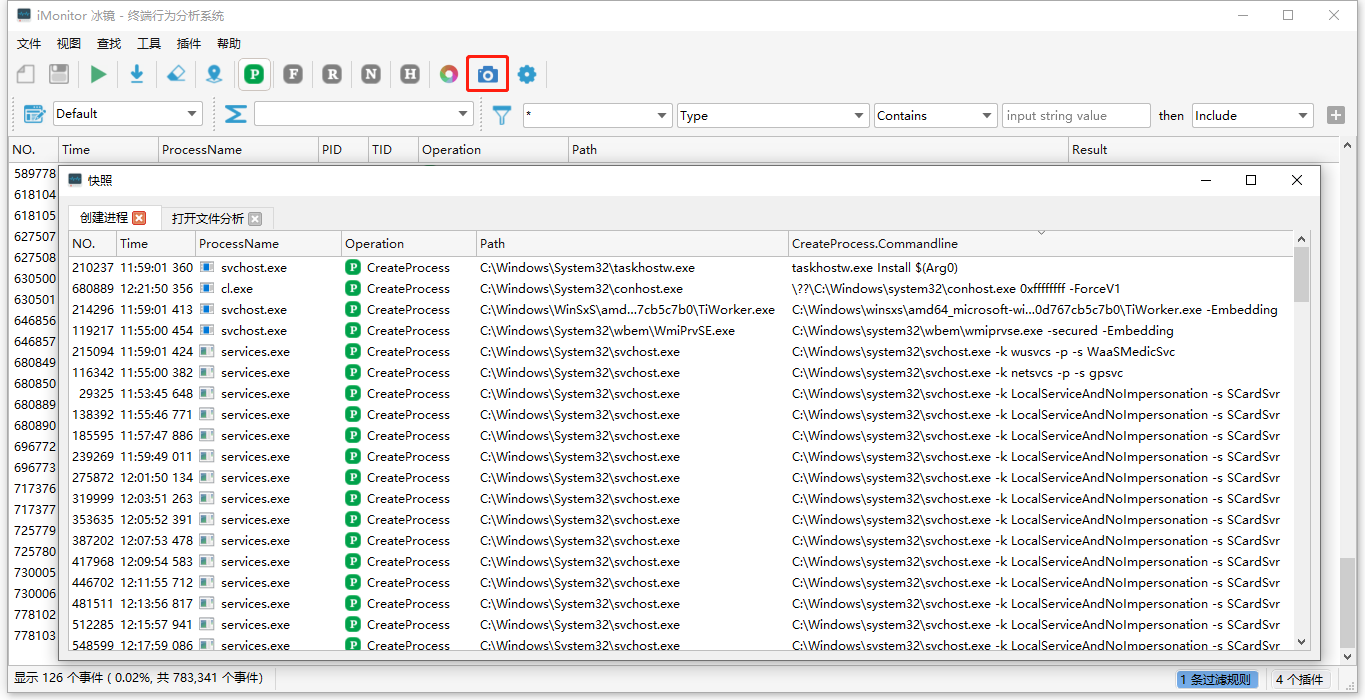 iMonitor 冰镜 - 终端行为分析系统
文件 视图 查找 工具 插件 帮助
P F R N H
Default * Type Contains input string value then Include
NO. Time ProcessName PID TID Operation Path Result
589778
618104
618105
627507
627508
630500
630501
646856
646857
680849
680850
680889
680890
696772
696773
717376
717377
725779
725780
730005
730006
778102
778103
快照
创建进程 打开文件分析
NO. Time ProcessName Operation Path CreateProcess.Commandline
210237 11:59:01 360 svchost.exe P CreateProcess C:\Windows\System32\taskhostw.exe taskhostw.exe Install $(Arg0)
680889 12:21:50 356 cl.exe P CreateProcess C:\Windows\System32\conhost.exe \??\C:\Windows\system32\conhost.exe 0xffffffff -ForceV1
214296 11:59:01 413 svchost.exe P CreateProcess C:\Windows\WinSxS\amd...7cb5c7b0\TiWorker.exe C:\Windows\winsxs\amd64_microsoft-wi...0d767cb5c7b0\TiWorker.exe -Embedding
119217 11:55:00 454 svchost.exe P CreateProcess C:\Windows\System32\wbem\WmiPrvSE.exe C:\Windows\system32\wbem\wmiprvse.exe -secured -Embedding
215094 11:59:01 424 services.exe P CreateProcess C:\Windows\System32\svchost.exe C:\Windows\system32\svchost.exe -k wusvcs -p -s WaaSMedicSvc
116342 11:55:00 382 services.exe P CreateProcess C:\Windows\System32\svchost.exe C:\Windows\system32\svchost.exe -k netsvcs -p -s gpsvc
29325 11:53:45 648 services.exe P CreateProcess C:\Windows\System32\svchost.exe C:\Windows\system32\svchost.exe -k LocalServiceAndNoImpersonation -s SCardSvr
138392 11:55:46 771 services.exe P CreateProcess C:\Windows\System32\svchost.exe C:\Windows\system32\svchost.exe -k LocalServiceAndNoImpersonation -s SCardSvr
185595 11:57:47 886 services.exe P CreateProcess C:\Windows\System32\svchost.exe C:\Windows\system32\svchost.exe -k LocalServiceAndNoImpersonation -s SCardSvr
239269 11:59:49 011 services.exe P CreateProcess C:\Windows\System32\svchost.exe C:\Windows\system32\svchost.exe -k LocalServiceAndNoImpersonation -s SCardSvr
275872 12:01:50 134 services.exe P CreateProcess C:\Windows\System32\svchost.exe C:\Windows\system32\svchost.exe -k LocalServiceAndNoImpersonation -s SCardSvr
319999 12:03:51 263 services.exe P CreateProcess C:\Windows\System32\svchost.exe C:\Windows\system32\svchost.exe -k LocalServiceAndNoImpersonation -s SCardSvr
353635 12:05:52 391 services.exe P CreateProcess C:\Windows\System32\svchost.exe C:\Windows\system32\svchost.exe -k LocalServiceAndNoImpersonation -s SCardSvr
387202 12:07:53 478 services.exe P CreateProcess C:\Windows\System32\svchost.exe C:\Windows\system32\svchost.exe -k LocalServiceAndNoImpersonation -s SCardSvr
417968 12:09:54 583 services.exe P CreateProcess C:\Windows\System32\svchost.exe C:\Windows\system32\svchost.exe -k LocalServiceAndNoImpersonation -s SCardSvr
446702 12:11:55 712 services.exe P CreateProcess C:\Windows\System32\svchost.exe C:\Windows\system32\svchost.exe -k LocalServiceAndNoImpersonation -s SCardSvr
481511 12:13:56 817 services.exe P CreateProcess C:\Windows\System32\svchost.exe C:\Windows\system32\svchost.exe -k LocalServiceAndNoImpersonation -s SCardSvr
512285 12:15:57 941 services.exe P CreateProcess C:\Windows\System32\svchost.exe C:\Windows\system32\svchost.exe -k LocalServiceAndNoImpersonation -s SCardSvr
548599 12:17:59 086 services.exe P CreateProcess C:\Windows\System32\svchost.exe C:\Windows\system32\svchost.exe -k LocalServiceAndNoImpersonation -s SCardSvr
显示 126 个事件 ( 0.02%, 共 783,341 个事件) 1 条过滤规则 4 个插件